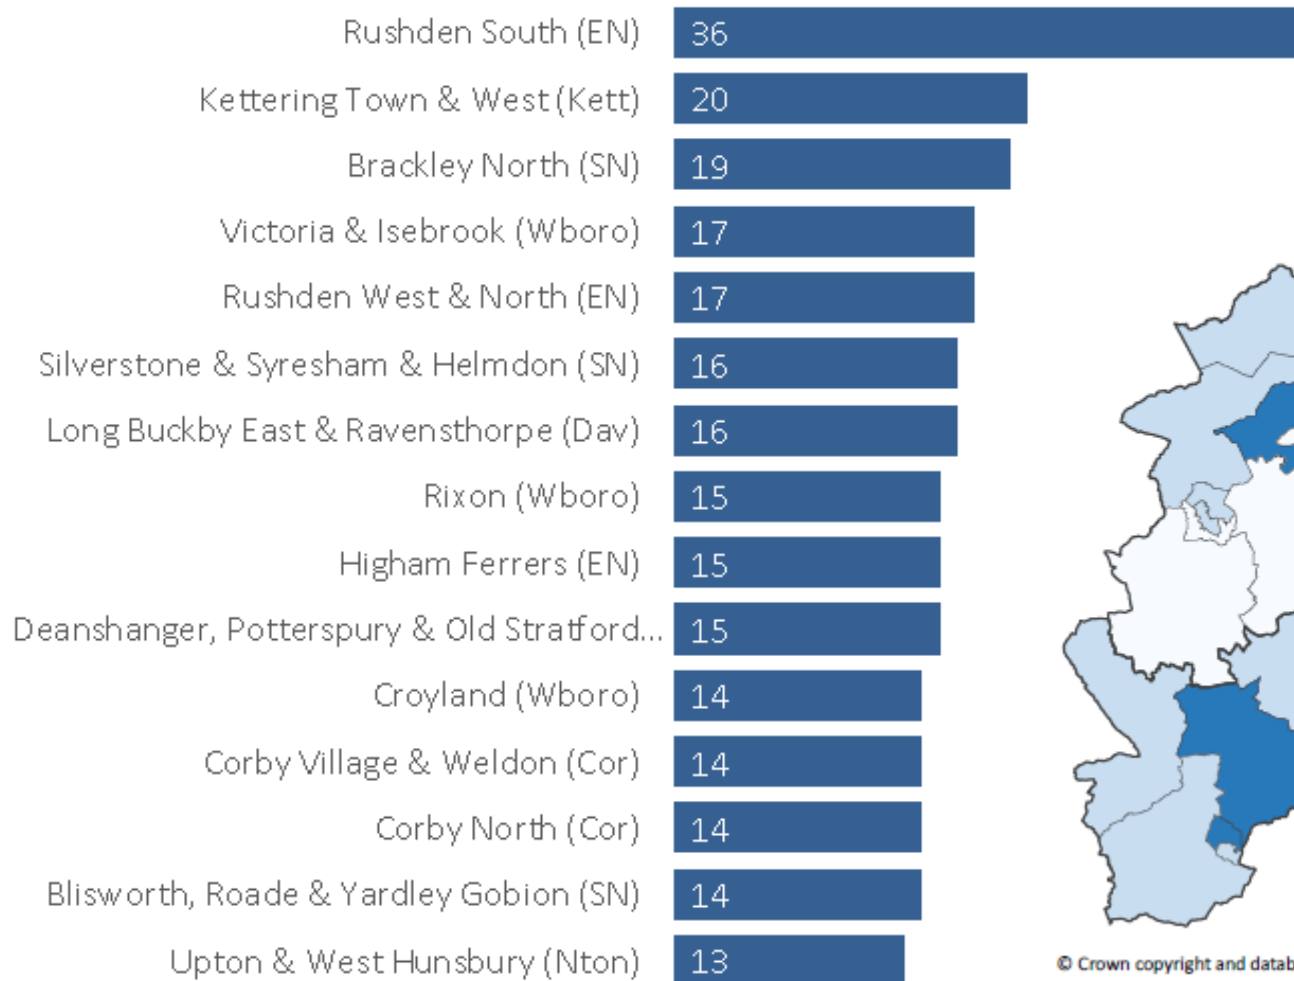 Rushden South (EN) 36
Kettering Town & West (Kett) 20
Brackley North (SN) 19
Victoria & Isebrook (Wboro) 17
Rushden West & North (EN) 17
Silverstone & Syresham & Helmdon (SN) 16
Long Buckby East & Ravensthorpe (Dav) 16
Rixon (Wboro) 15
Higham Ferrers (EN) 15
Deanshanger, Potterspury & Old Stratford... 15
Croyland (Wboro) 14
Corby Village & Weldon (Cor) 14
Corby North (Cor) 14
Blisworth, Roade & Yardley Gobion (SN) 14
Upton & West Hunsbury (Nton) 13
© Crown copyright and datab